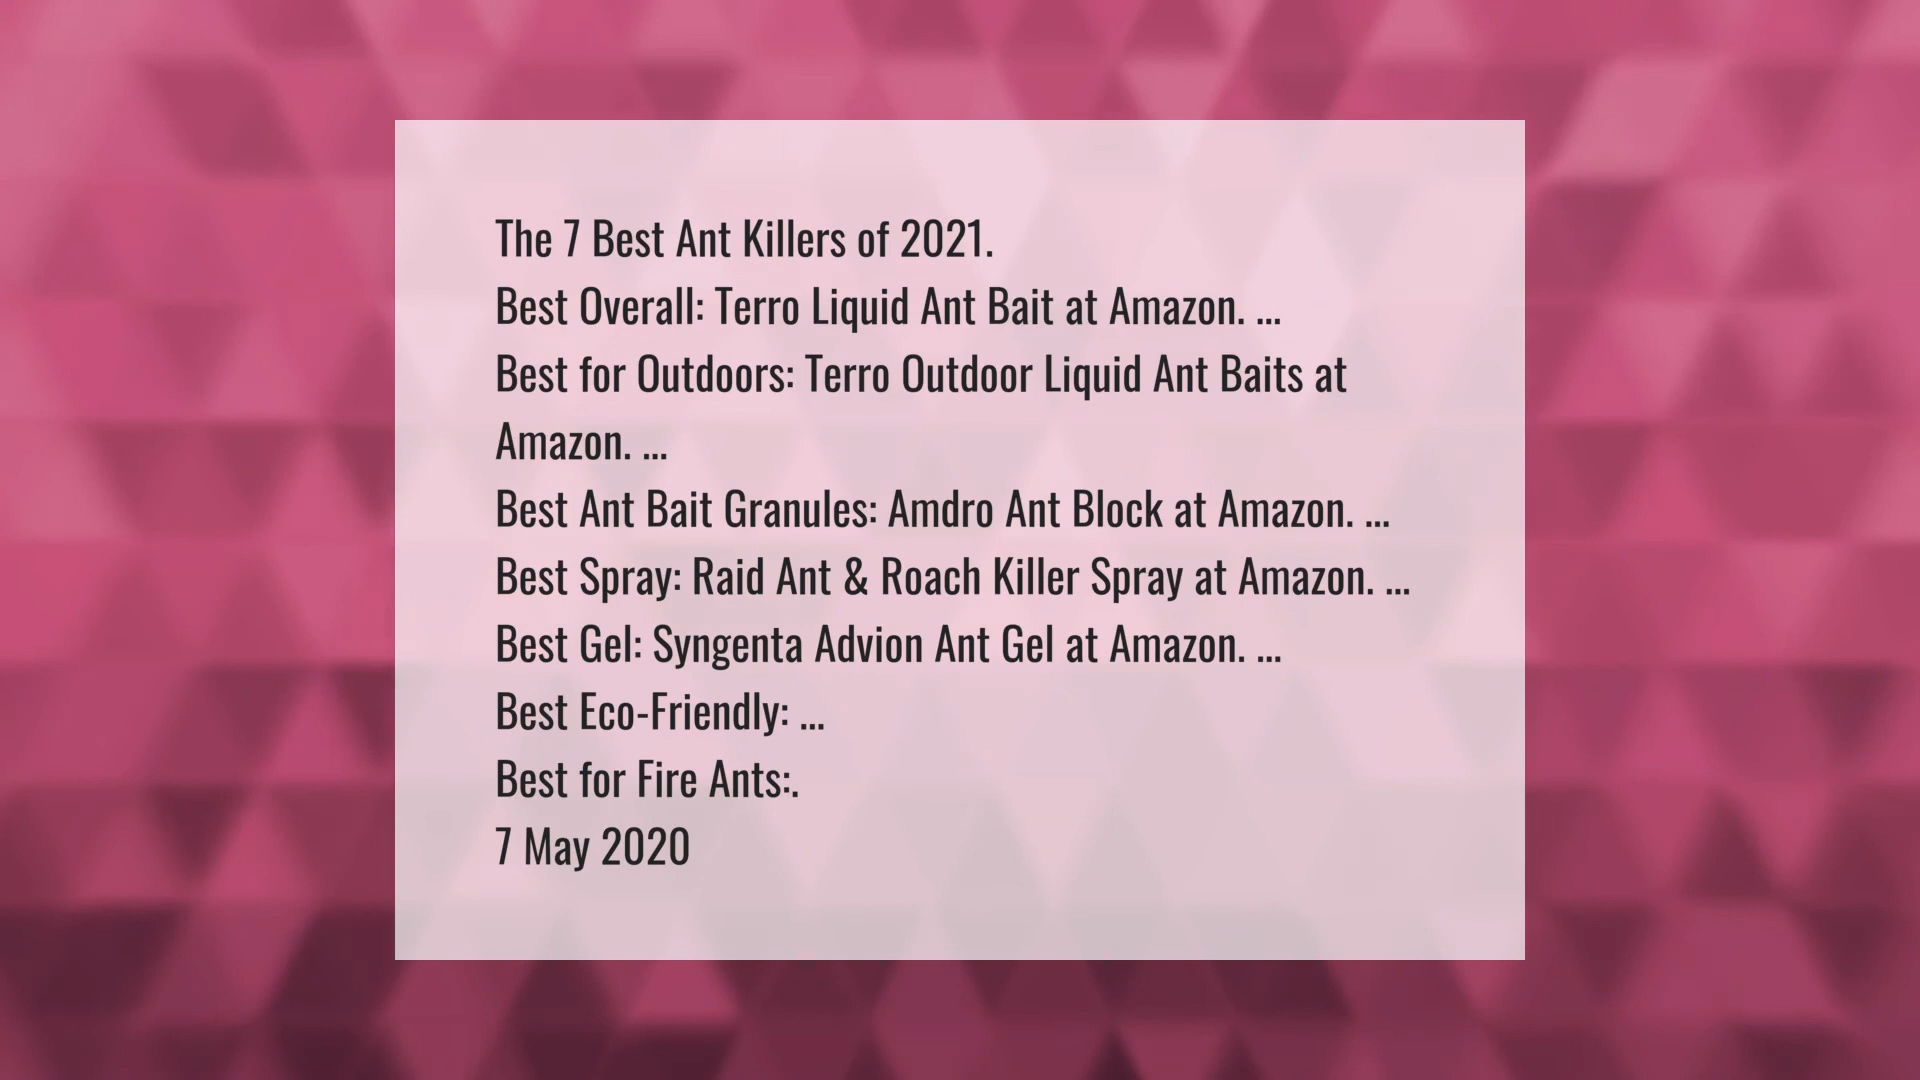 The 7 Best Ant Killers of 2021.
Best Overall: Terro Liquid Ant Bait at Amazon. ...
Best for Outdoors: Terro Outdoor Liquid Ant Baits at
Amazon. ...
Best Ant Bait Granules: Amdro Ant Block at Amazon. ...
Best Spray: Raid Ant & Roach Killer Spray at Amazon. ...
Best Gel: Syngenta Advion Ant Gel at Amazon. ...
Best Eco-Friendly: ...
Best for Fire Ants:.
7 May 2020